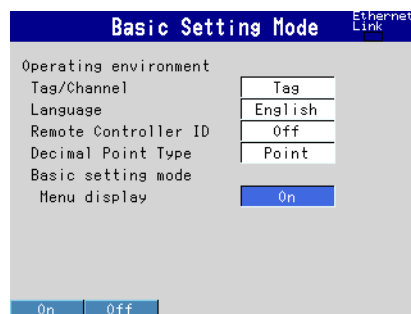 Basic Setting Mode
Ethernet
Link
Operating environment
Tag/Channel Tag
Language English
Remote Controller ID Off
Decimal Point Type Point
Basic setting mode
Menu display On
On Off